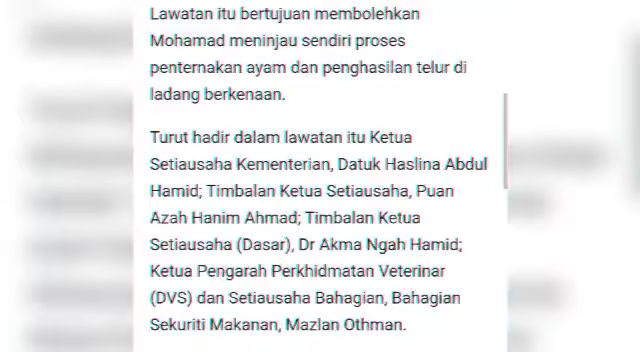 Lawatan itu bertujuan membolehkan
Mohamad meninjau sendiri proses
penternakan ayam dan penghasilan telur di
ladang berkenaan.
Turut hadir dalam lawatan itu Ketua
Setiausaha Kementerian, Datuk Haslina Abdul
Hamid; Timbalan Ketua Setiausaha, Puan
Azah Hanim Ahmad; Timbalan Ketua
Setiausaha (Dasar), Dr Akma Ngah Hamid;
Ketua Pengarah Perkhidmatan Veterinar
(DVS) dan Setiausaha Bahagian, Bahagian
Sekuriti Makanan, Mazlan Othman.